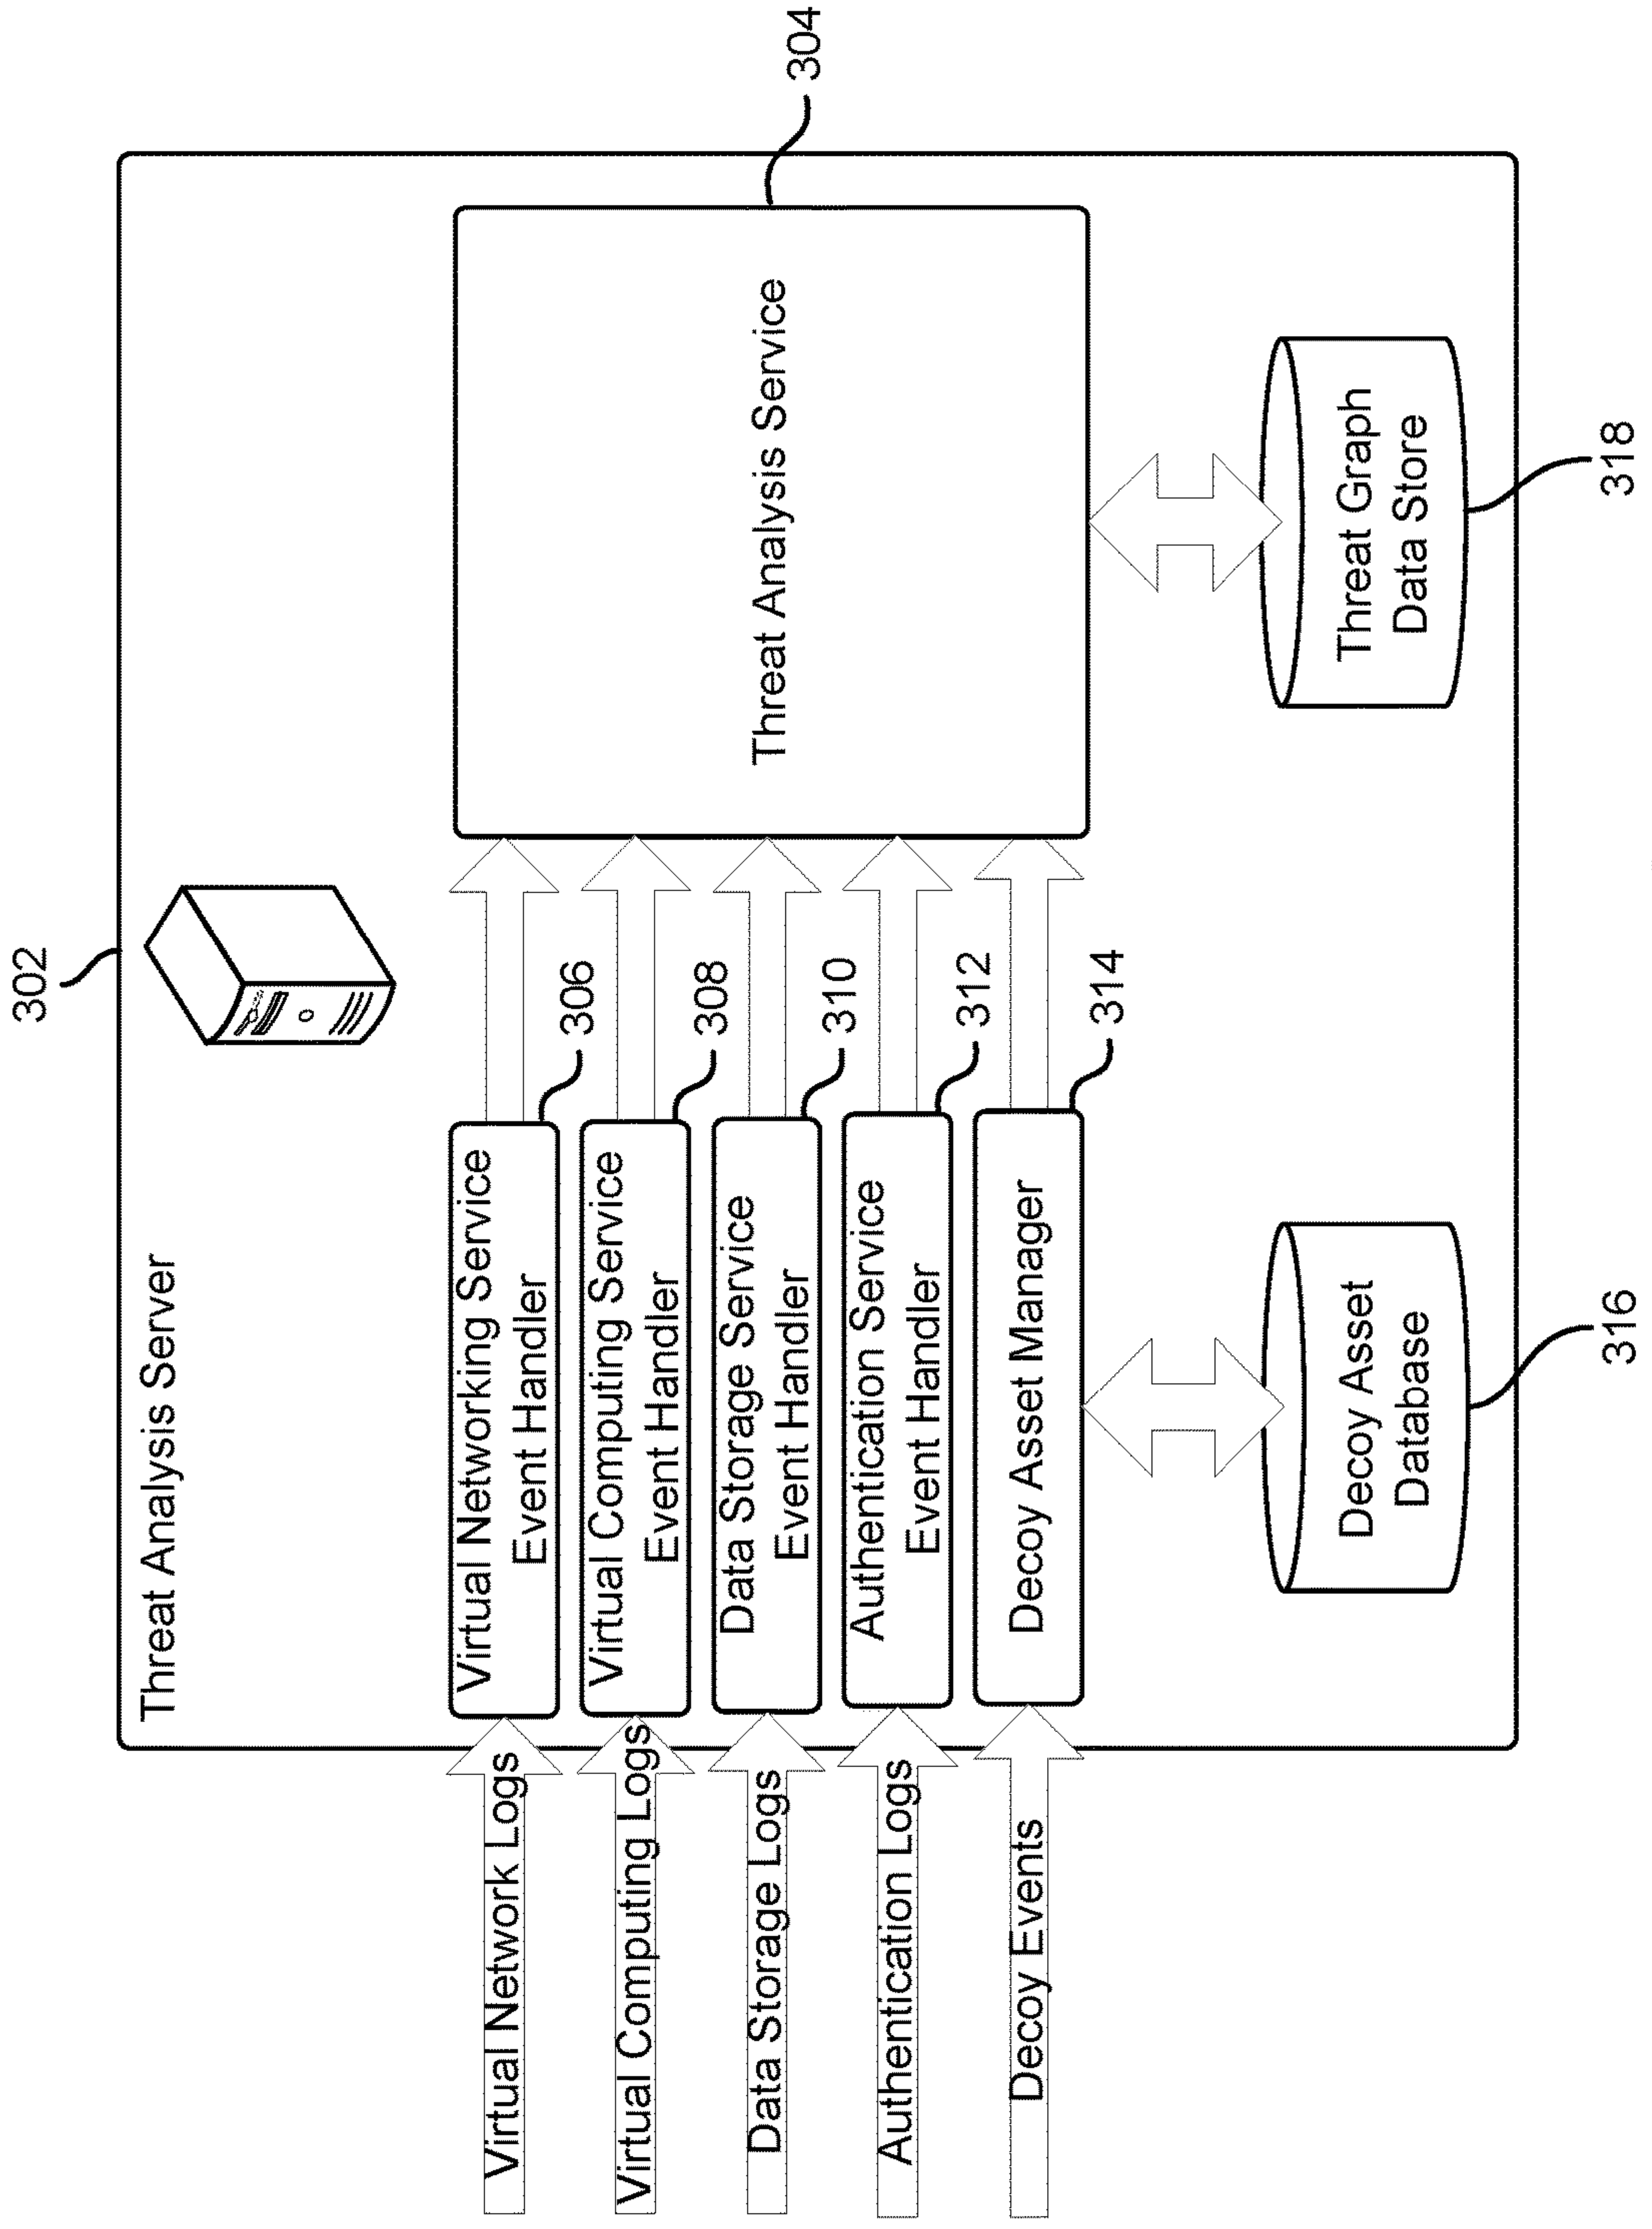 302
Threat Analysis Server
Virtual Network Logs
Virtual Networking Service
Event Handler
306
Virtual Computing Logs
Virtual Computing Service
Event Handler
308
Data Storage Logs
Data Storage Service
Event Handler
310
Authentication Logs
Authentication Service
Event Handler
312
Decoy Events
Decoy Asset Manager
314
Threat Analysis Service
304
Decoy Asset
Database
316
Threat Graph
Data Store
318